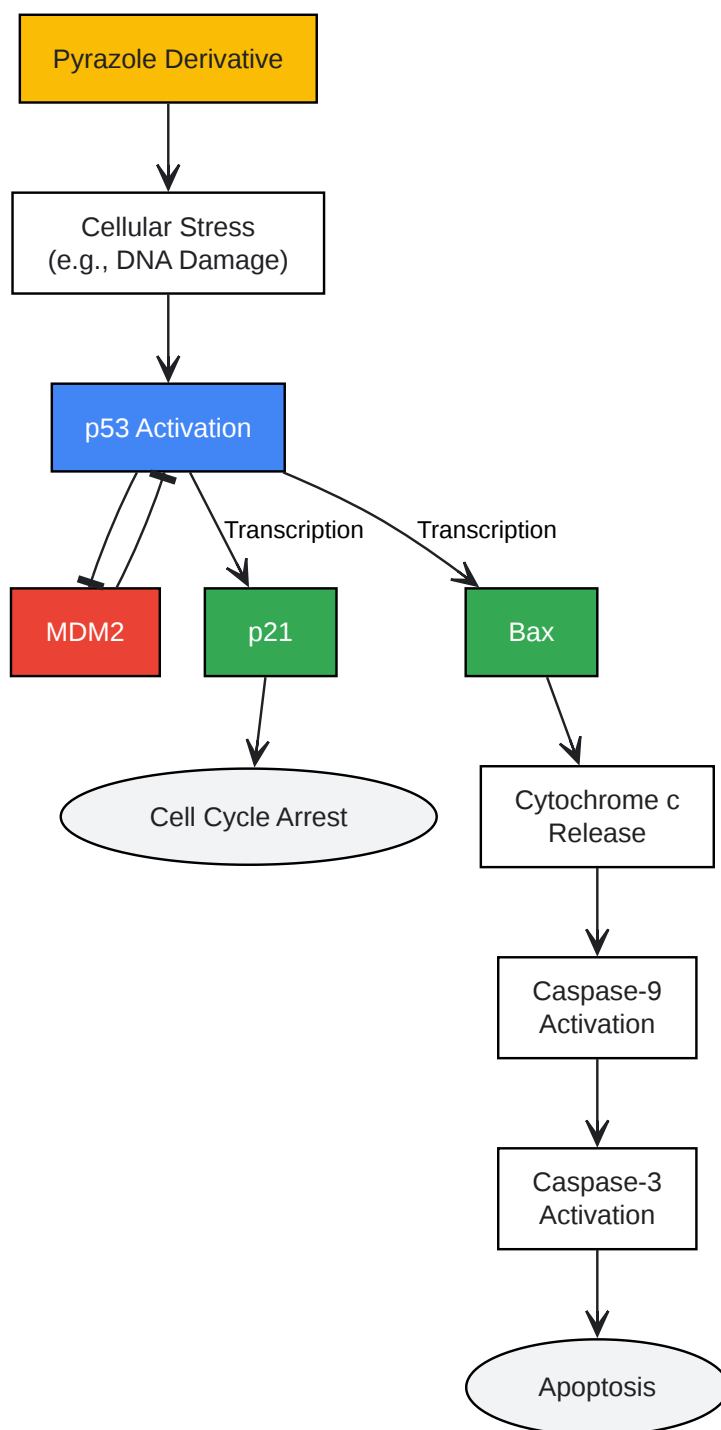 Pyrazole Derivative
Cellular Stress
(e.g., DNA Damage)
p53 Activation
Transcription
Transcription
MDM2
p21
Bax
Cell Cycle Arrest
Cytochrome c
Release
Caspase-9
Activation
Caspase-3
Activation
Apoptosis